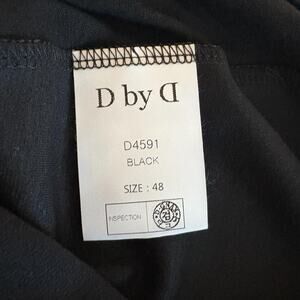 D by D
D4591
BLACK
SIZE : 48
INSPECTION